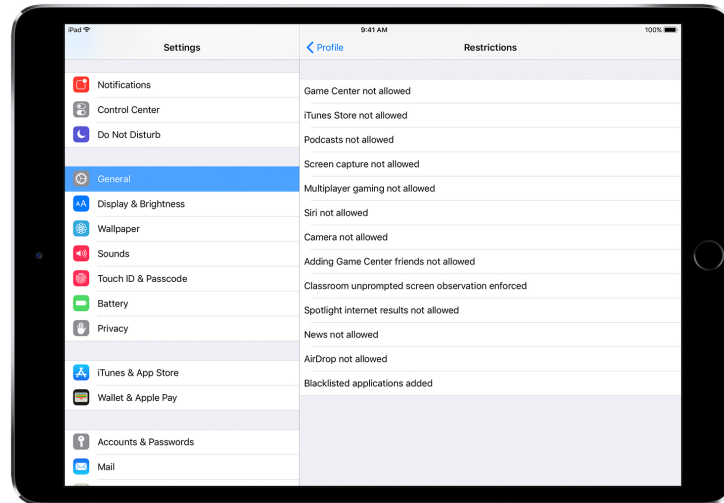 iPad
9:41 AM
100%
Settings
Profile
Restrictions
Notifications
Control Center
Do Not Disturb
General
Display & Brightness
Wallpaper
Sounds
Touch ID & Passcode
Battery
Privacy
iTunes & App Store
Wallet & Apple Pay
Accounts & Passwords
Mail
Game Center not allowed
iTunes Store not allowed
Podcasts not allowed
Screen capture not allowed
Multiplayer gaming not allowed
Siri not allowed
Camera not allowed
Adding Game Center friends not allowed
Classroom unprompted screen observation enforced
Spotlight internet results not allowed
News not allowed
AirDrop not allowed
Blacklisted applications added